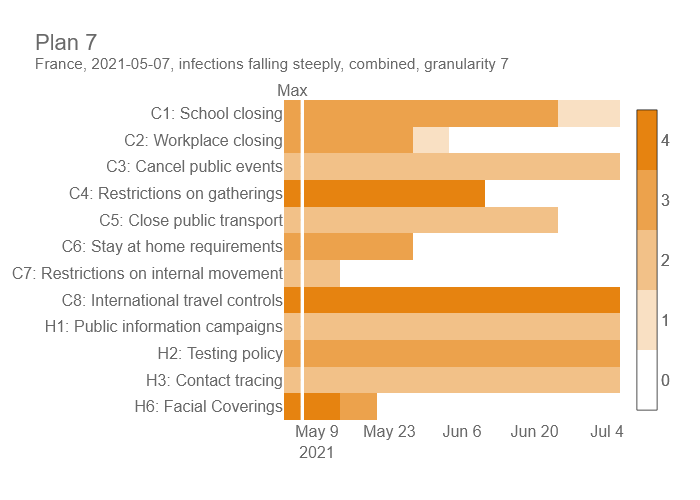 Plan 7
France, 2021-05-07, infections falling steeply, combined, granularity 7
Max
C1: School closing
C2: Workplace closing
C3: Cancel public events
C4: Restrictions on gatherings
C5: Close public transport
C6: Stay at home requirements
C7: Restrictions on internal movement
C8: International travel controls
H1: Public information campaigns
H2: Testing policy
H3: Contact tracing
H6: Facial Coverings
May 9 May 23 Jun 6 Jun 20 Jul 4
2021
4
3
2
1
0